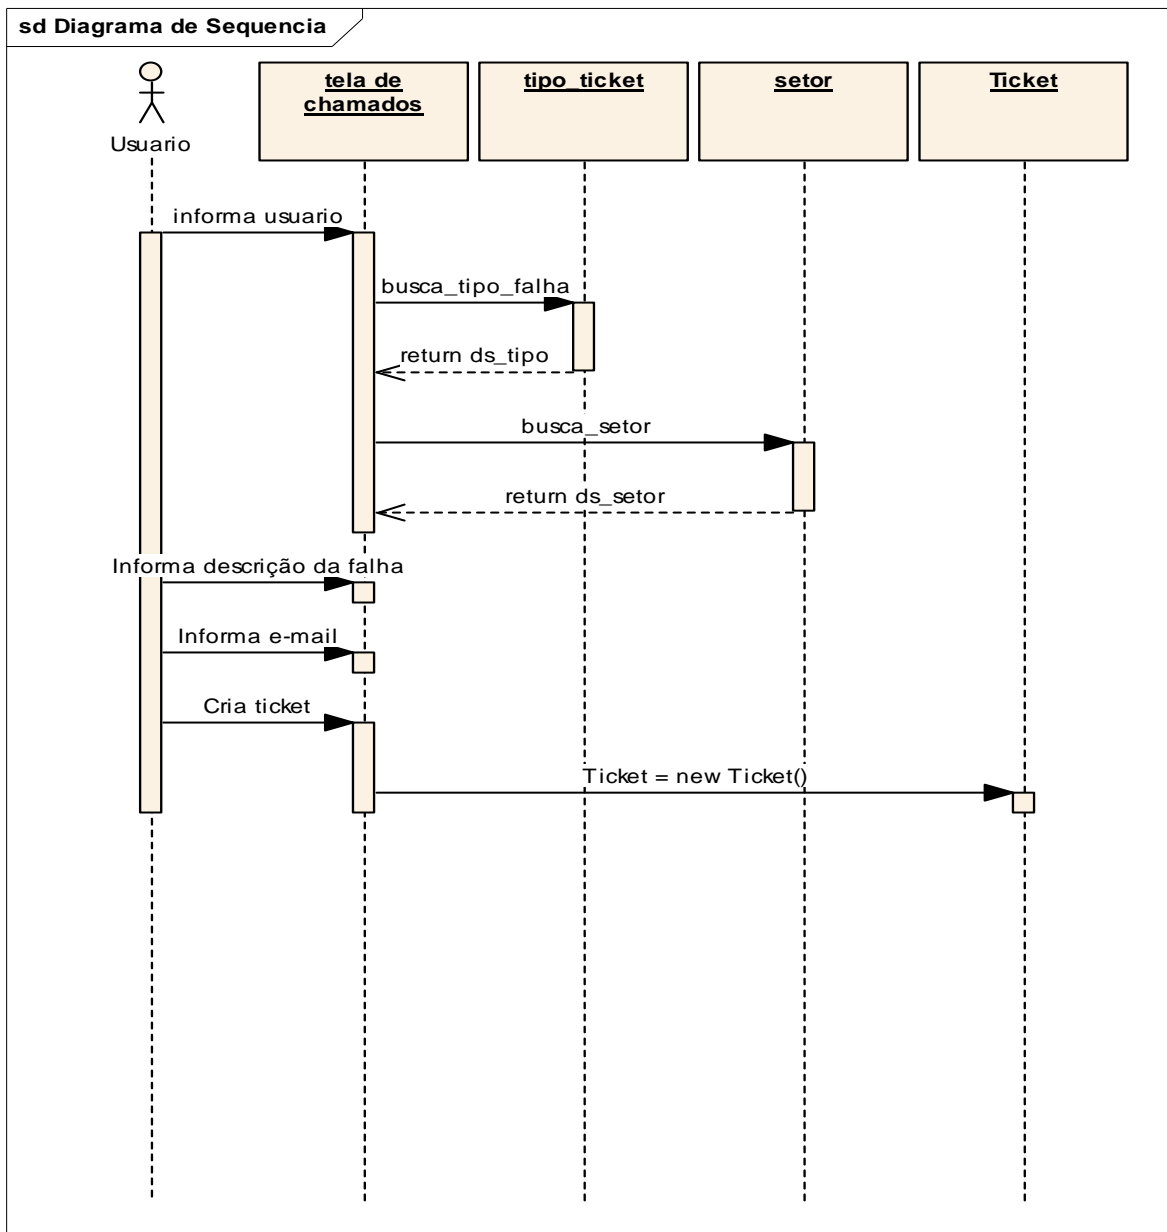 sd Diagrama de Sequencia
Usuario
tela de
chamados
tipo_ticket
setor
Ticket
informa usuario
busca_tipo_falha
return ds_tipo
busca_setor
return ds_setor
Informa descrição da falha
Informa e-mail
Cria ticket
Ticket = new Ticket()